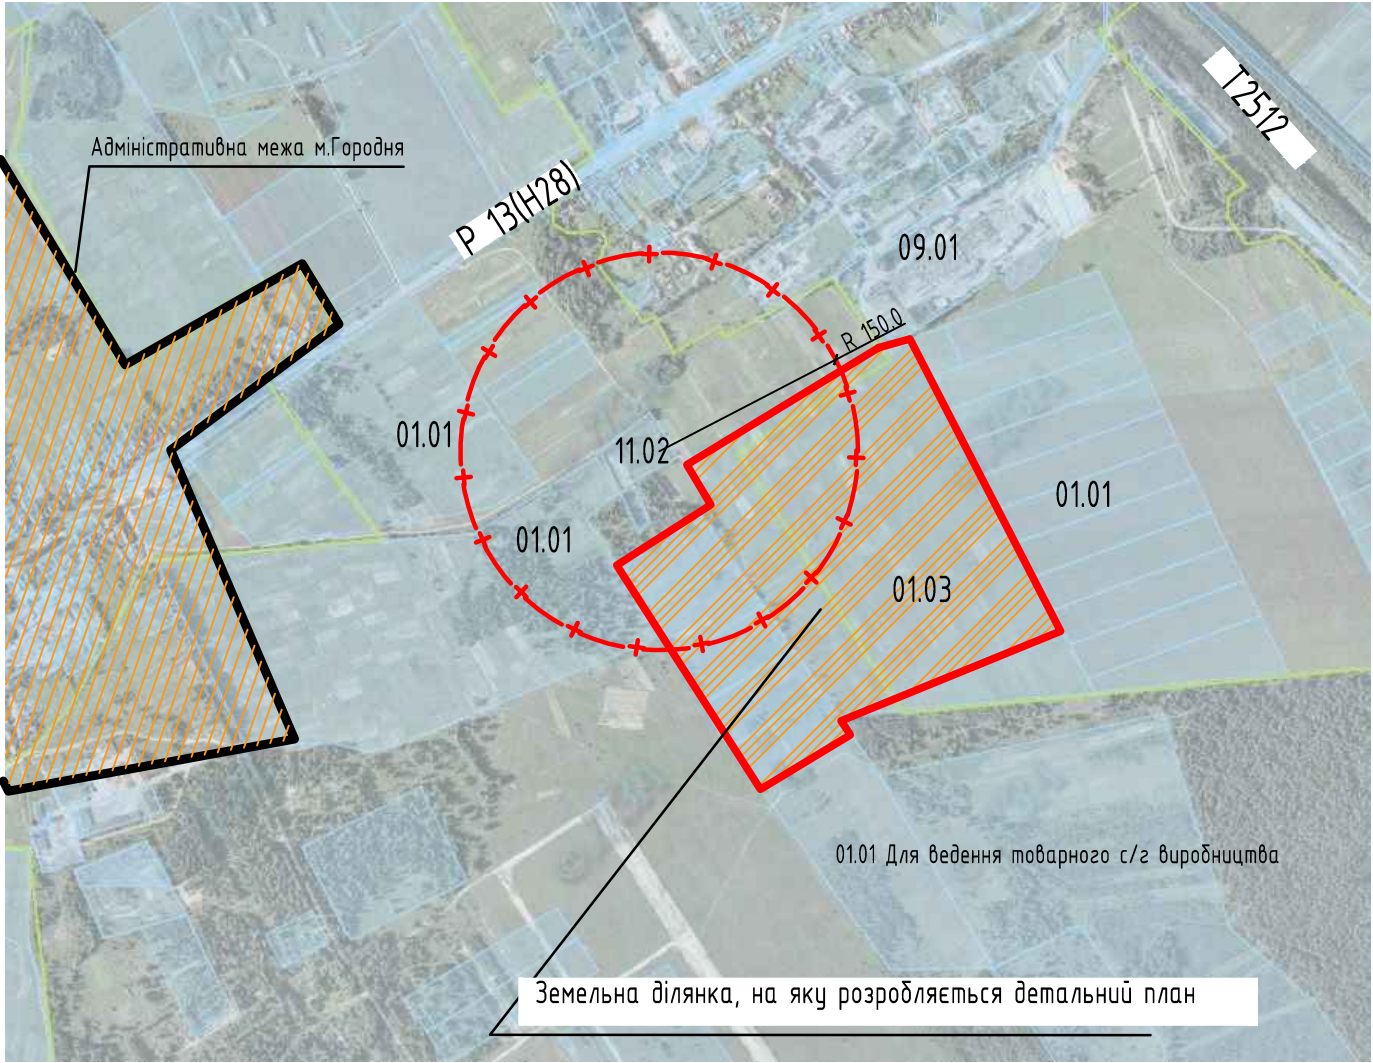 Т2512
Адміністративна межа м.Городня
Р 13(Н28)
09.01
R 150.0
01.01
11.02
01.01
01.01
01.03
01.01 Для ведення товарного с/г виробництва
Земельна ділянка, на яку розробляється детальний план